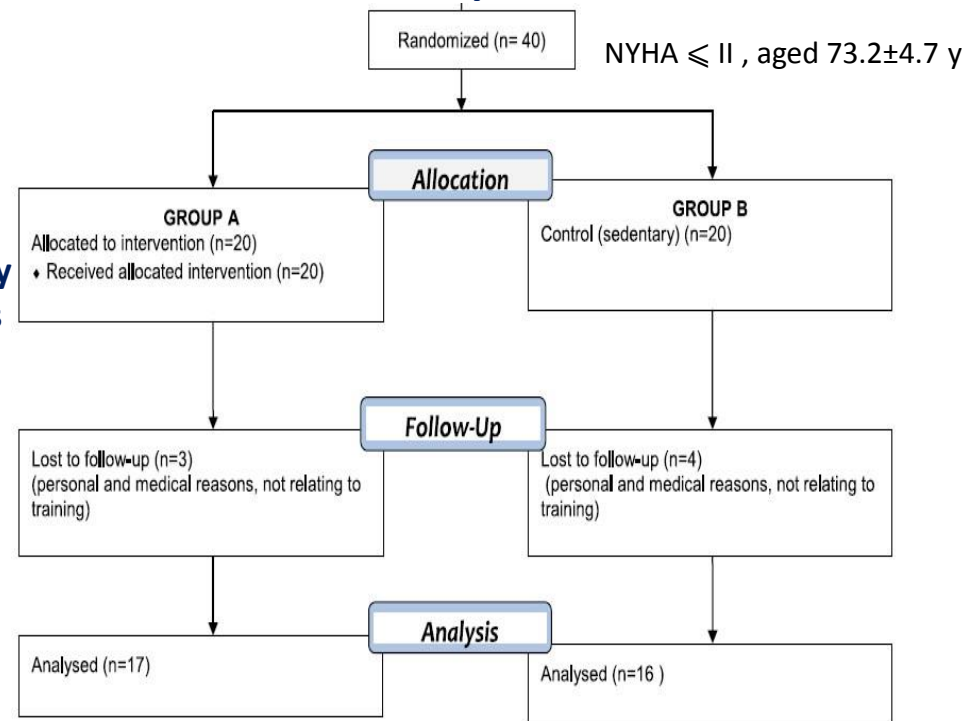 Randomized (n= 40)
NYHA ⩽ II , aged 73.2±4.7 y
Allocation
GROUP A
Allocated to intervention (n=20)
♦ Received allocated intervention (n=20)
GROUP B
Control (sedentary) (n=20)
Follow-Up
Lost to follow-up (n=3)
(personal and medical reasons, not relating to
training)
Lost to follow-up (n=4)
(personal and medical reasons, not relating to
training)
Analysis
Analysed (n=17)
Analysed (n=16 )